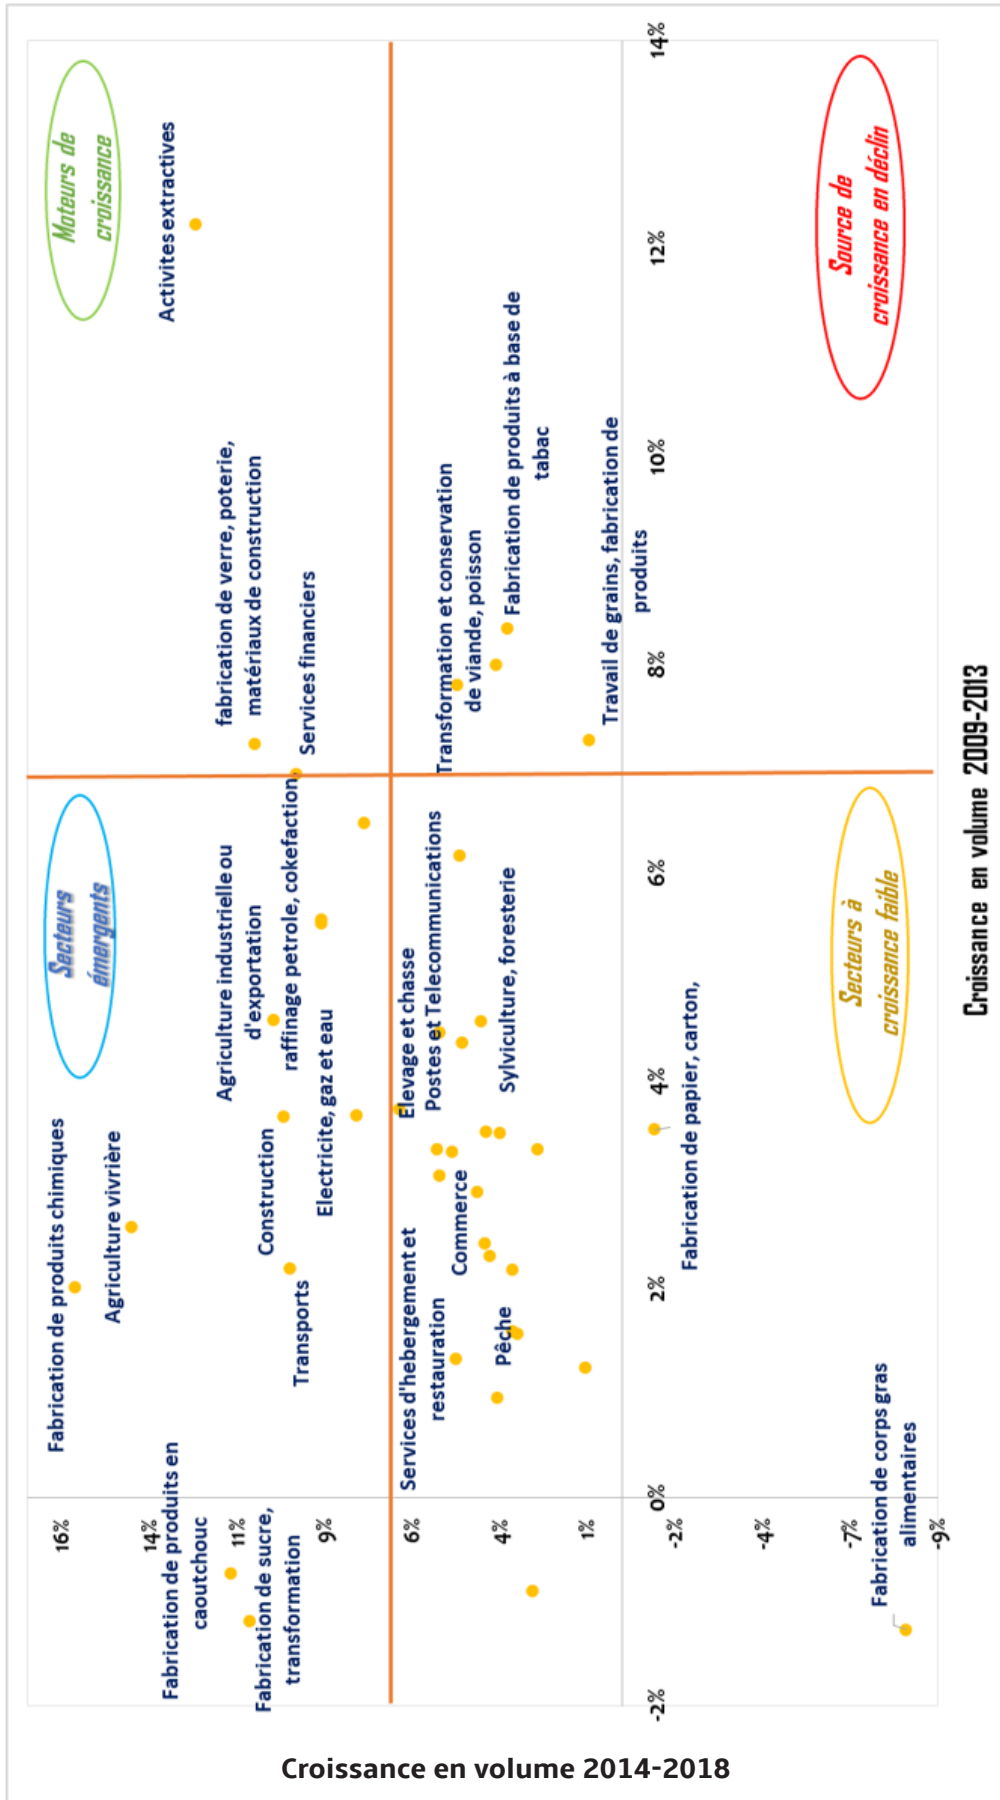 Moteurs de
croissance
Secteurs
émergents
Source de
croissance en déclin
Secteurs à
croissance faible
Activites extractives
fabrication de verre, poterie,
matériaux de construction
Services financiers
Transformation et conservation
de viande, poisson
Fabrication de produits à base de
tabac
Travail de grains, fabrication de
produits
Agriculture industrielle ou
d'exportation
raffinage petrole, cokefaction
Electricite, gaz et eau
Elevage et chasse
Postes et Telecommunications
Sylviculture, foresterie
Fabrication de papier, carton,
Fabrication de produits chimiques
Agriculture vivrière
Construction
Transports
Commerce
Services d'hebergement et
restauration
Pêche
Fabrication de produits en
caoutchouc
Fabrication de sucre,
transformation
Fabrication de corps gras
alimentaires
16%
14%
11%
9%
6%
4%
1%
-2%
-4%
-7%
-9%
-2%
0%
2%
4%
6%
8%
10%
12%
14%
Croissance en volume 2009-2013
Croissance en volume 2014-2018